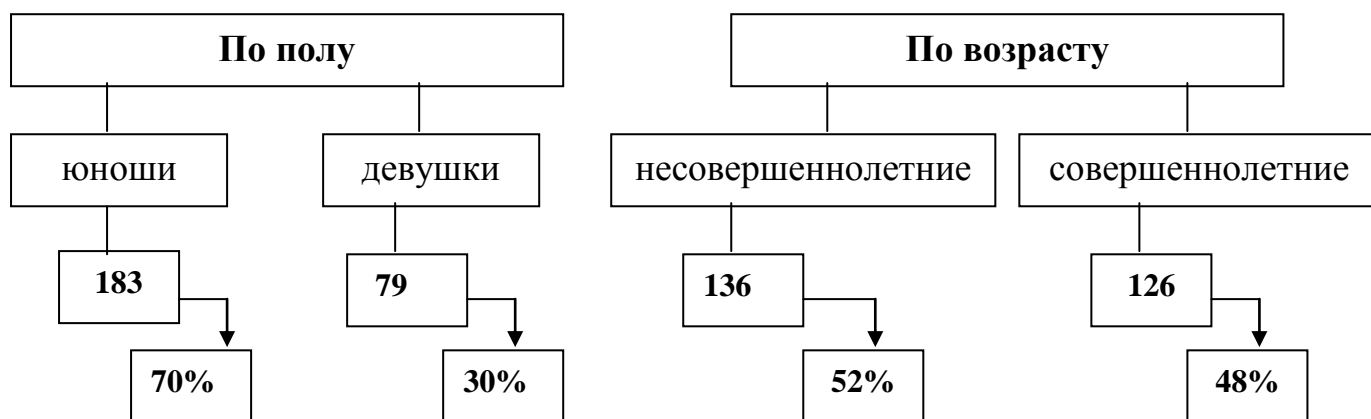 По полу
По возрасту
юноши
девушки
несовершеннолетние
совершеннолетние
183
79
136
126
70%
30%
52%
48%